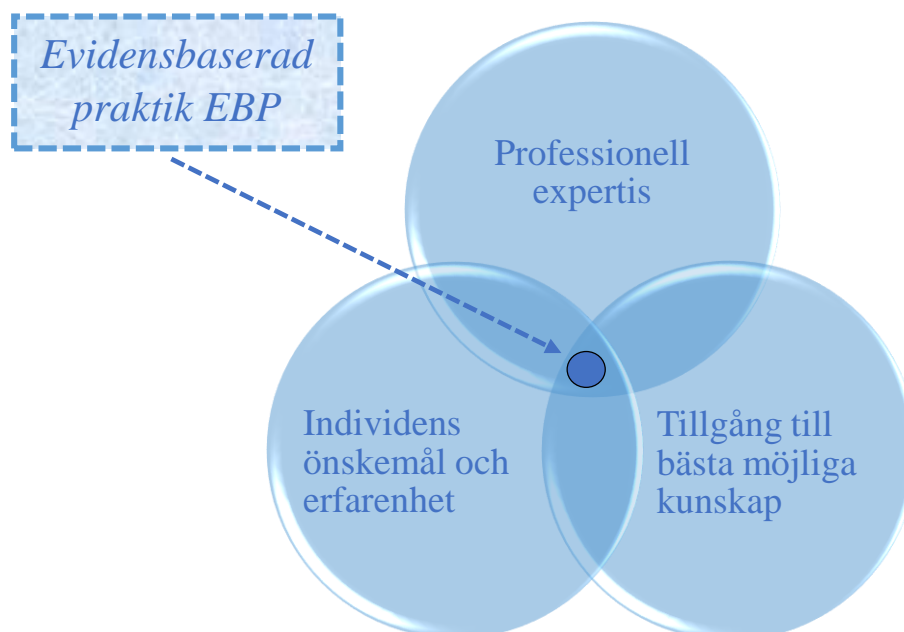 Evidensbaserad
praktik EBP
Professionell
expertis
Individens
önskemål och
erfarenhet
Tillgång till
bästa möjliga
kunskap